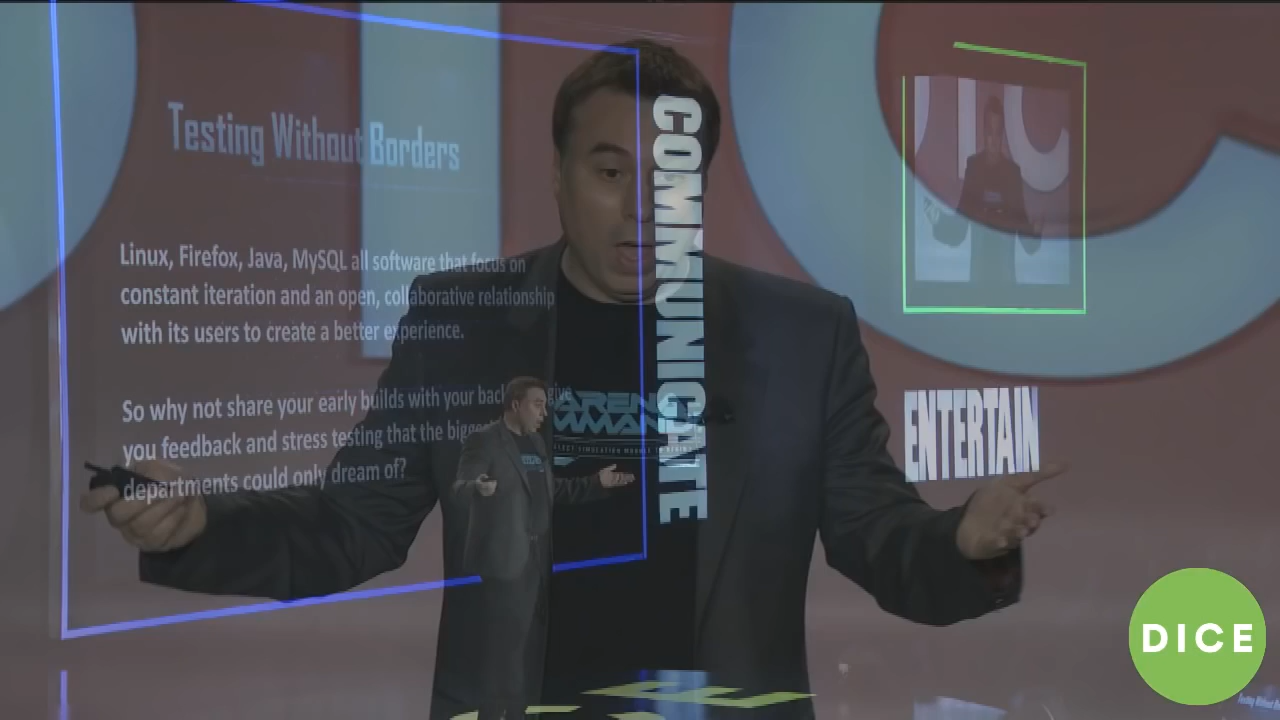 Testing Without Borders
Linux, Firefox, Java, MySQL all software that focus on
constant iteration and an open, collaborative relationship
with its users to create a better experience.
So why not share your early builds with your give
you feedback and stress testing that the
departments could only dream of?
COMMUNICATE
ENTERTAIN
DICE